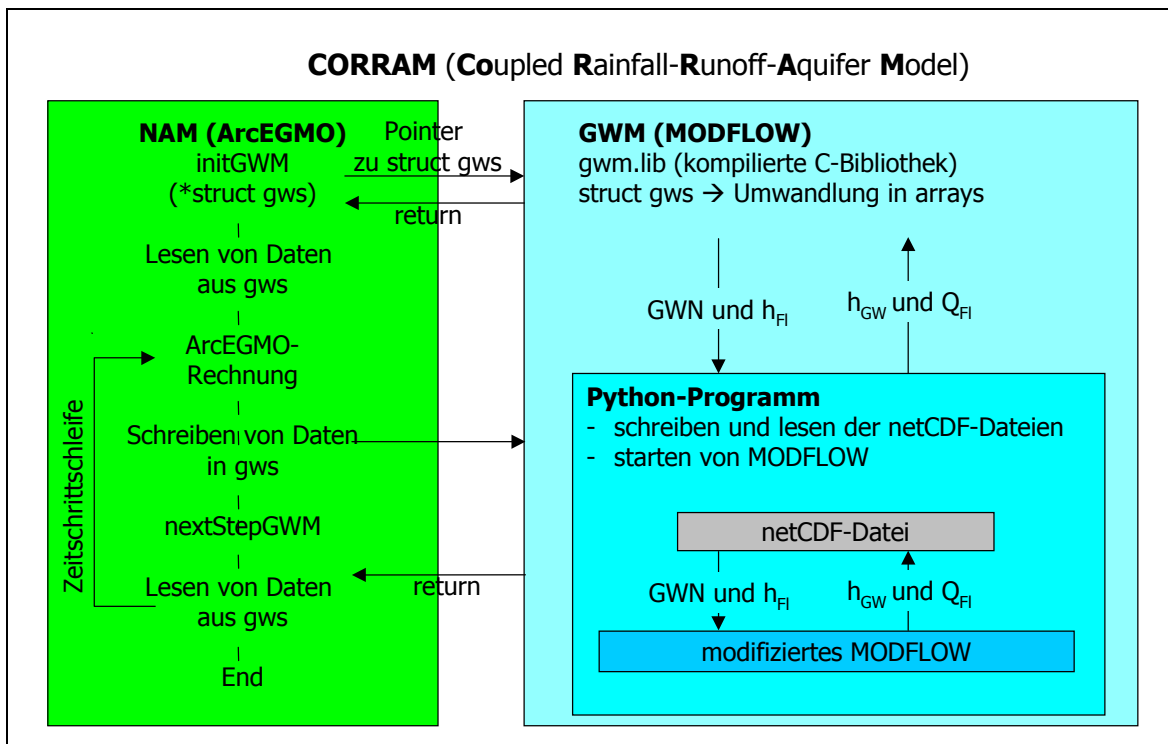 CORRAM (Coupled Rainfall-Runoff-Aquifer Model)
NAM (ArcEGMO)
initGWM
(*struct gws)
Lesen von Daten
aus gws
ArcEGMO-
Rechnung
Schreiben von Daten
in gws
nextStepGWM
Lesen von Daten
aus gws
End
Zeitschrittschleife
Pointer
zu struct gws
return
return
GWM (MODFLOW)
gwm.lib (kompilierte C-Bibliothek)
struct gws → Umwandlung in arrays
GWN und hFl
hGW und QFl
Python-Programm
- schreiben und lesen der netCDF-Dateien
- starten von MODFLOW
netCDF-Datei
GWN und hFl
hGW und QFl
modifiziertes MODFLOW